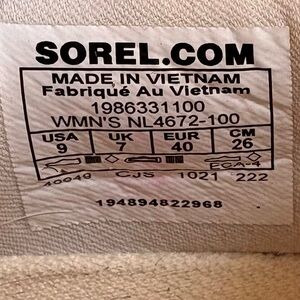 SOREL.COM
MADE IN VIETNAM
Fabriqué Au Vietnam
1986331100
WMN'S NL4672-100
USA UK EUR CM
9 7 40 26
CJS 1021 222
194894822968